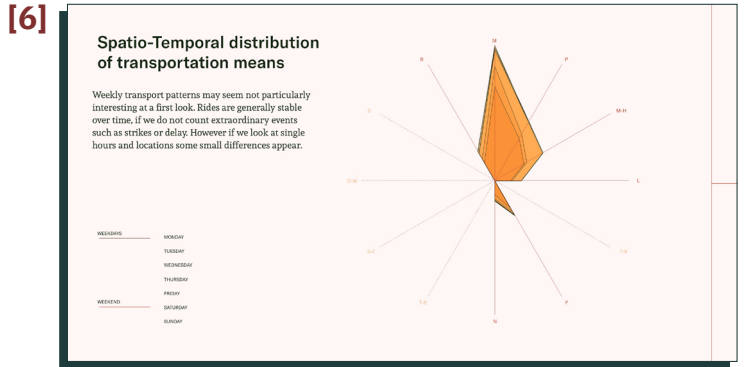 [6]
Spatio-Temporal distribution
of transportation means
Weekly transport patterns may seem not particularly
interesting at a first look. Rides are generally stable
over time, if we do not count extraordinary events
such as strikes or delay. However if we look at single
hours and locations some small differences appear.
M
R
P
M-H
L
F
N
WEEKDAYS
MONDAY
TUESDAY
WEDNESDAY
THURSDAY
FRIDAY
WEEKEND
SATURDAY
SUNDAY